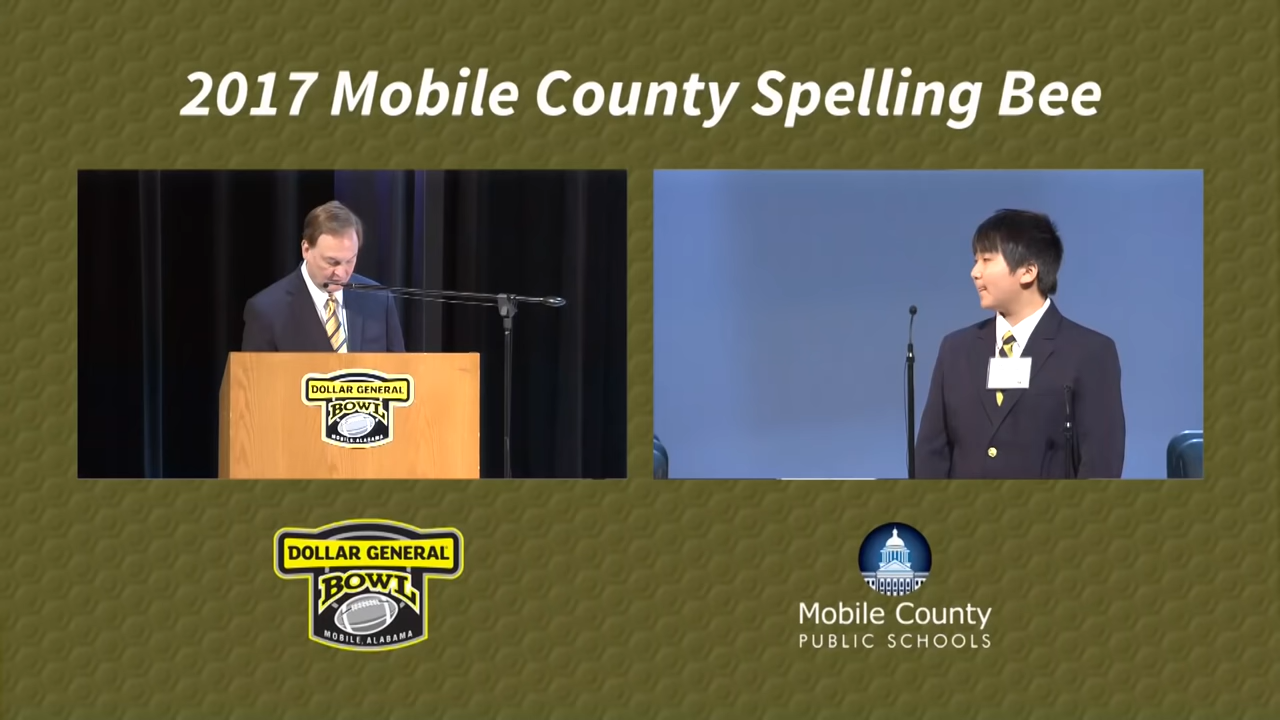 2017 Mobile County Spelling Bee
DOLLAR GENERAL
BOWL
MOBILE, ALABAMA
DOLLAR GENERAL
BOWL
MOBILE, ALABAMA
Mobile County
PUBLIC SCHOOLS